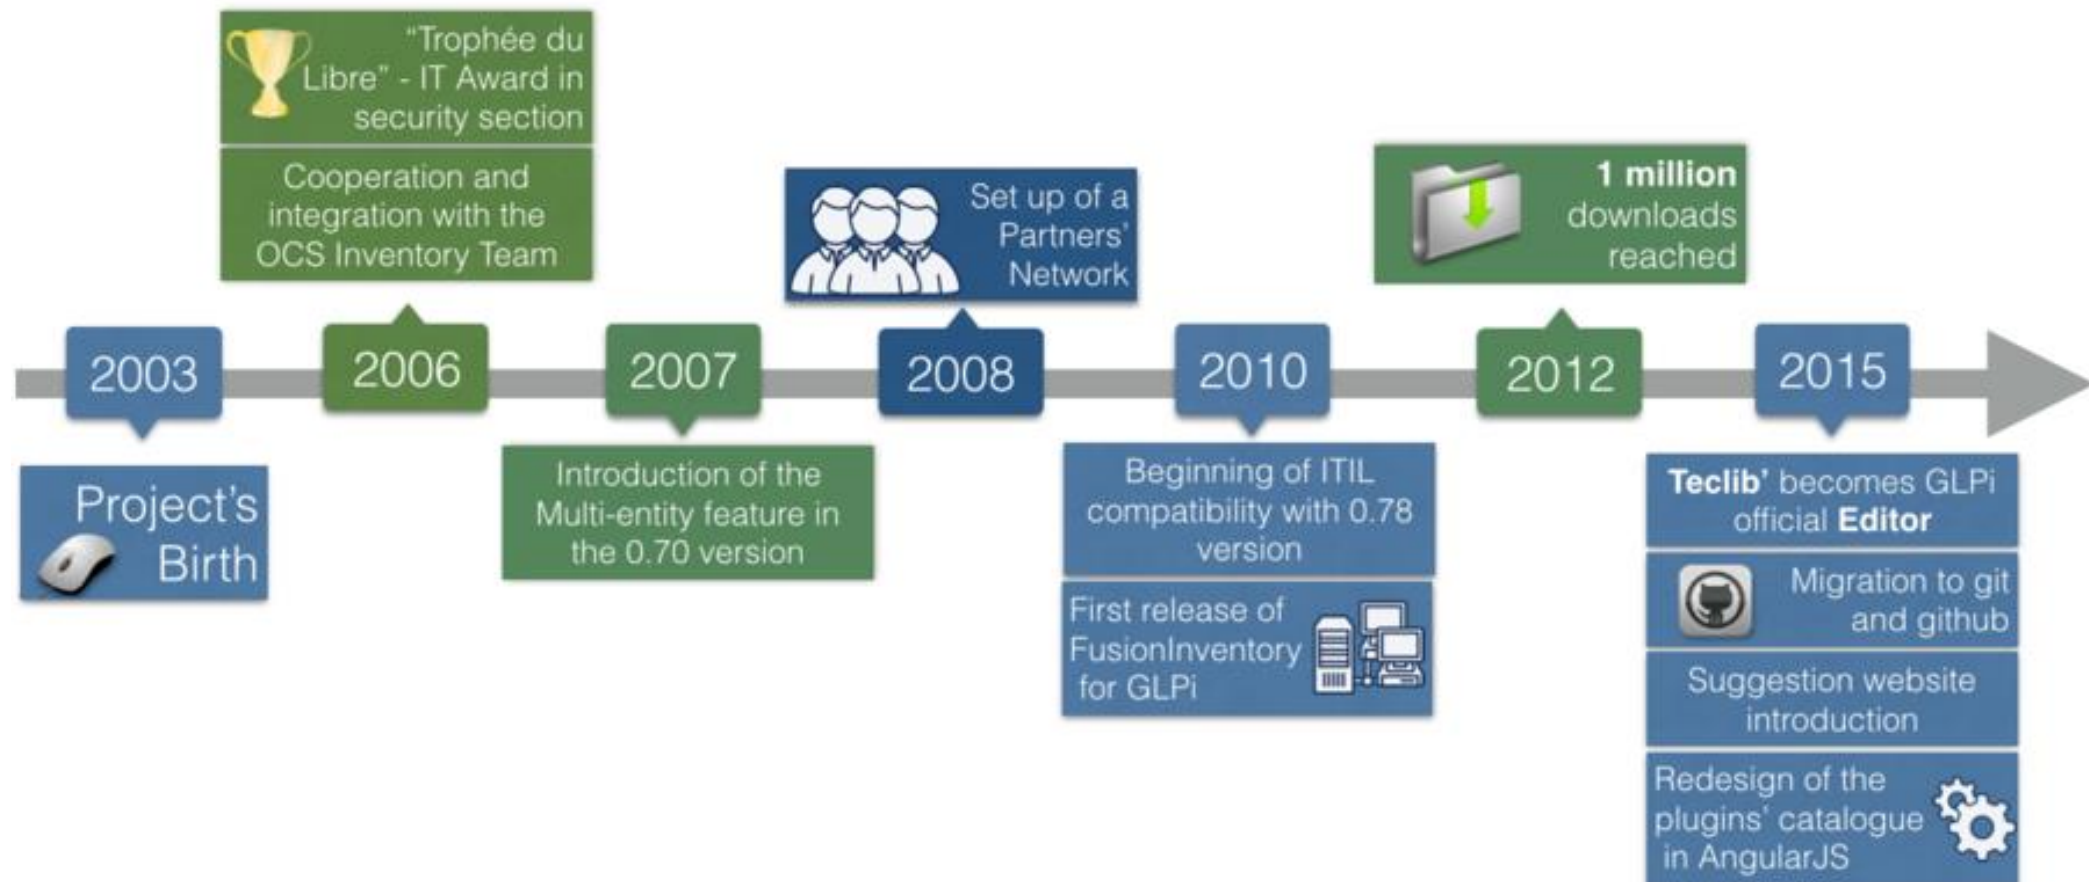 "Trophée du
Libre" - IT Award in
security section
Cooperation and
integration with the
OCS Inventory Team
Set up of a
Partners'
Network
1 million
downloads
reached
2003
2006
2007
2008
2010
2012
2015
Project's
Birth
Introduction of the
Multi-entity feature in
the 0.70 version
Beginning of ITIL
compatibility with 0.78
version
First release of
FusionInventory
for GLPi
Teclib' becomes GLPi
official Editor
Migration to git
and github
Suggestion website
introduction
Redesign of the
plugins' catalogue
in AngularJS